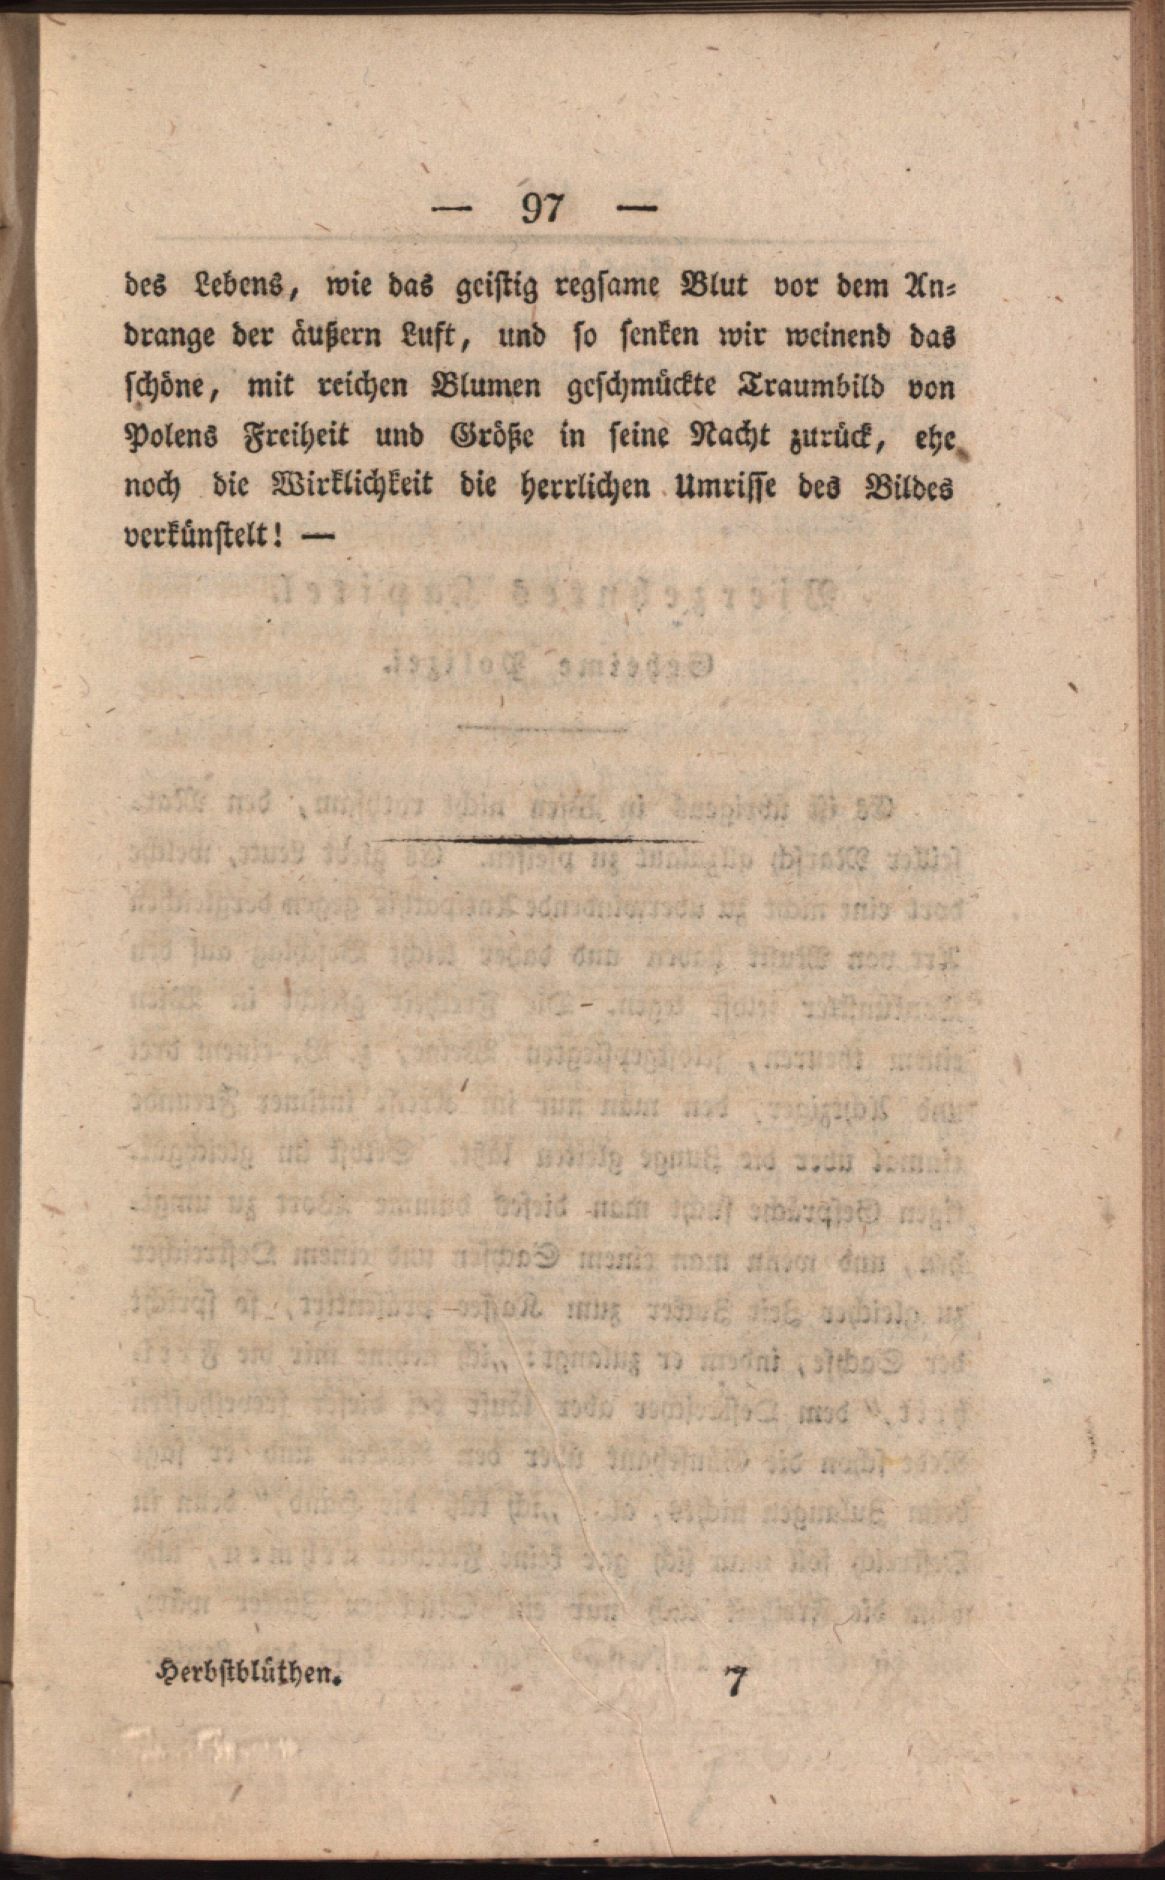 — 97 —
des Lebens, wie das geistig regsame Blut vor dem An-
drange der äußern Luft, und so senken wir weinend das
schöne, mit reichen Blumen geschmückte Traumbild von
Polens Freiheit und Größe in seine Nacht zurück, ehe
noch die Wirklichkeit die herrlichen Umrisse des Bildes
verkünstelt! —
Herbstblüthen. 7